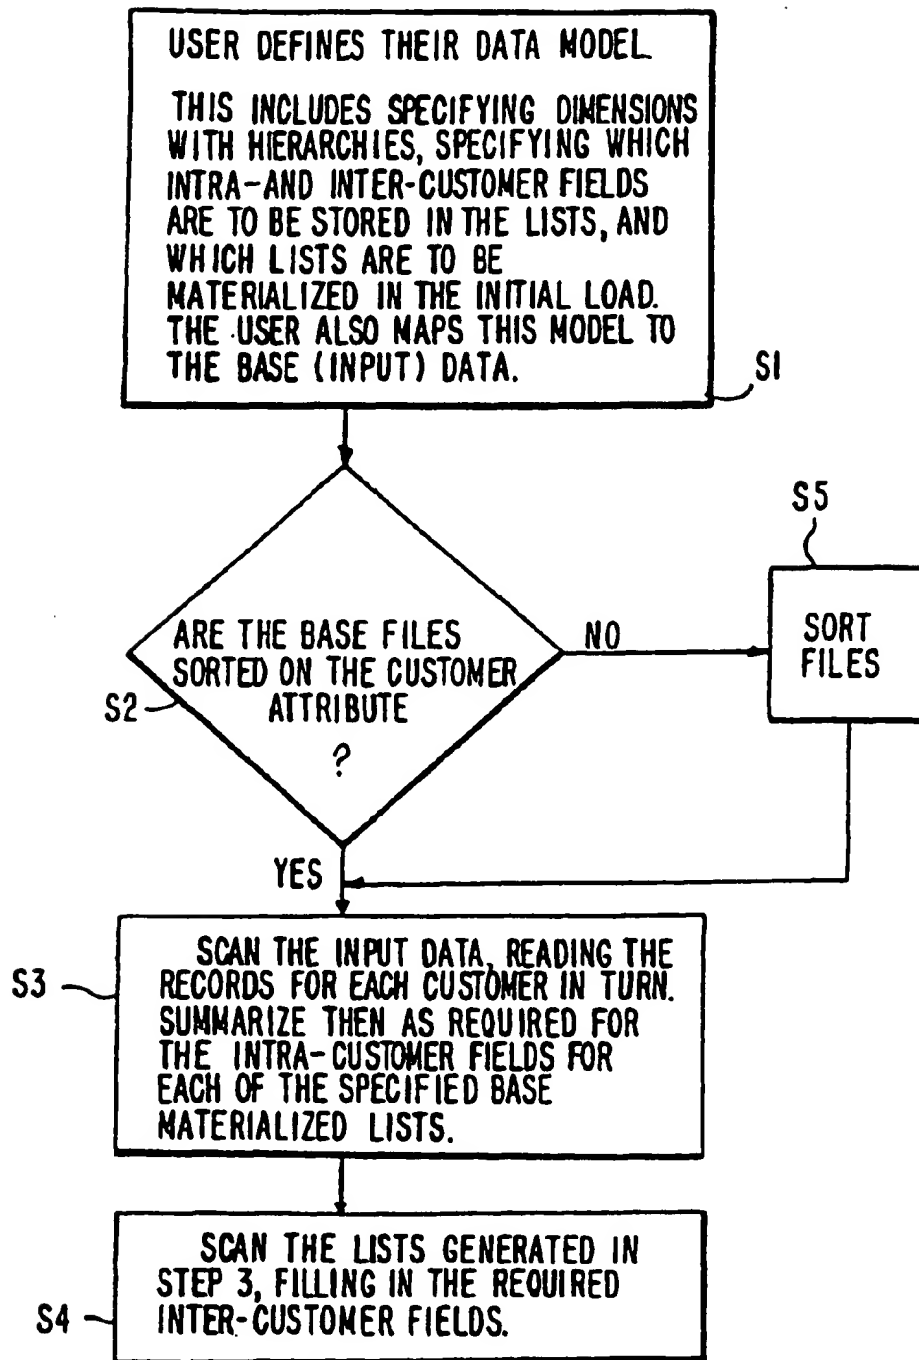 USER DEFINES THEIR DATA MODEL
THIS INCLUDES SPECIFYING DIMENSIONS
WITH HIERARCHIES, SPECIFYING WHICH
INTRA-AND INTER-CUSTOMER FIELDS
ARE TO BE STORED IN THE LISTS, AND
WHICH LISTS ARE TO BE
MATERIALIZED IN THE INITIAL LOAD.
THE USER ALSO MAPS THIS MODEL TO
THE BASE (INPUT) DATA.
S1
S5
ARE THE BASE FILES
SORTED ON THE CUSTOMER
ATTRIBUTE
?
S2
NO
SORT
FILES
YES
S3
SCAN THE INPUT DATA, READING THE
RECORDS FOR EACH CUSTOMER IN TURN.
SUMMARIZE THEN AS REQUIRED FOR
THE INTRA-CUSTOMER FIELDS FOR
EACH OF THE SPECIFIED BASE
MATERIALIZED LISTS.
SCAN THE LISTS GENERATED IN
STEP 3, FILLING IN THE REQUIRED
INTER-CUSTOMER FIELDS.
S4